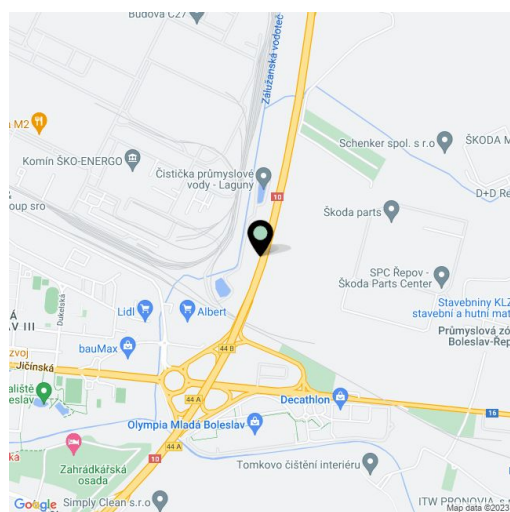 Budova C27
Zálužanská vodoteč
M2
Schenker spol. s r.o
ŠKODA M
Komín ŠKO-ENERGO
Čistička průmyslové
vody - Laguny
D+D Re
10
oup sro
Škoda parts
SPC Řepov -
Škoda Parts Center
Dukelská
Stavebniny KLZ
stavební a hutní mat
Lidl
Albert
V III
Průmyslová zó
Boleslav-Řep
bauMax
44 B
zvoj
Jičínská
aliště
eslav
44 A
Decathlon
16
Olympia Mladá Boleslav
44 A
ka
10
Tomkovo čištění interiéru
Zahrádkářská
osada
Google
Simply Clean s.r.o
ITW PRONOVIA, s.
Map data ©2023